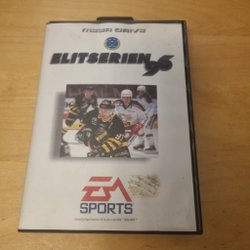 MEGA DRIVE
ELITSERIEN 96
EA
SPORTS